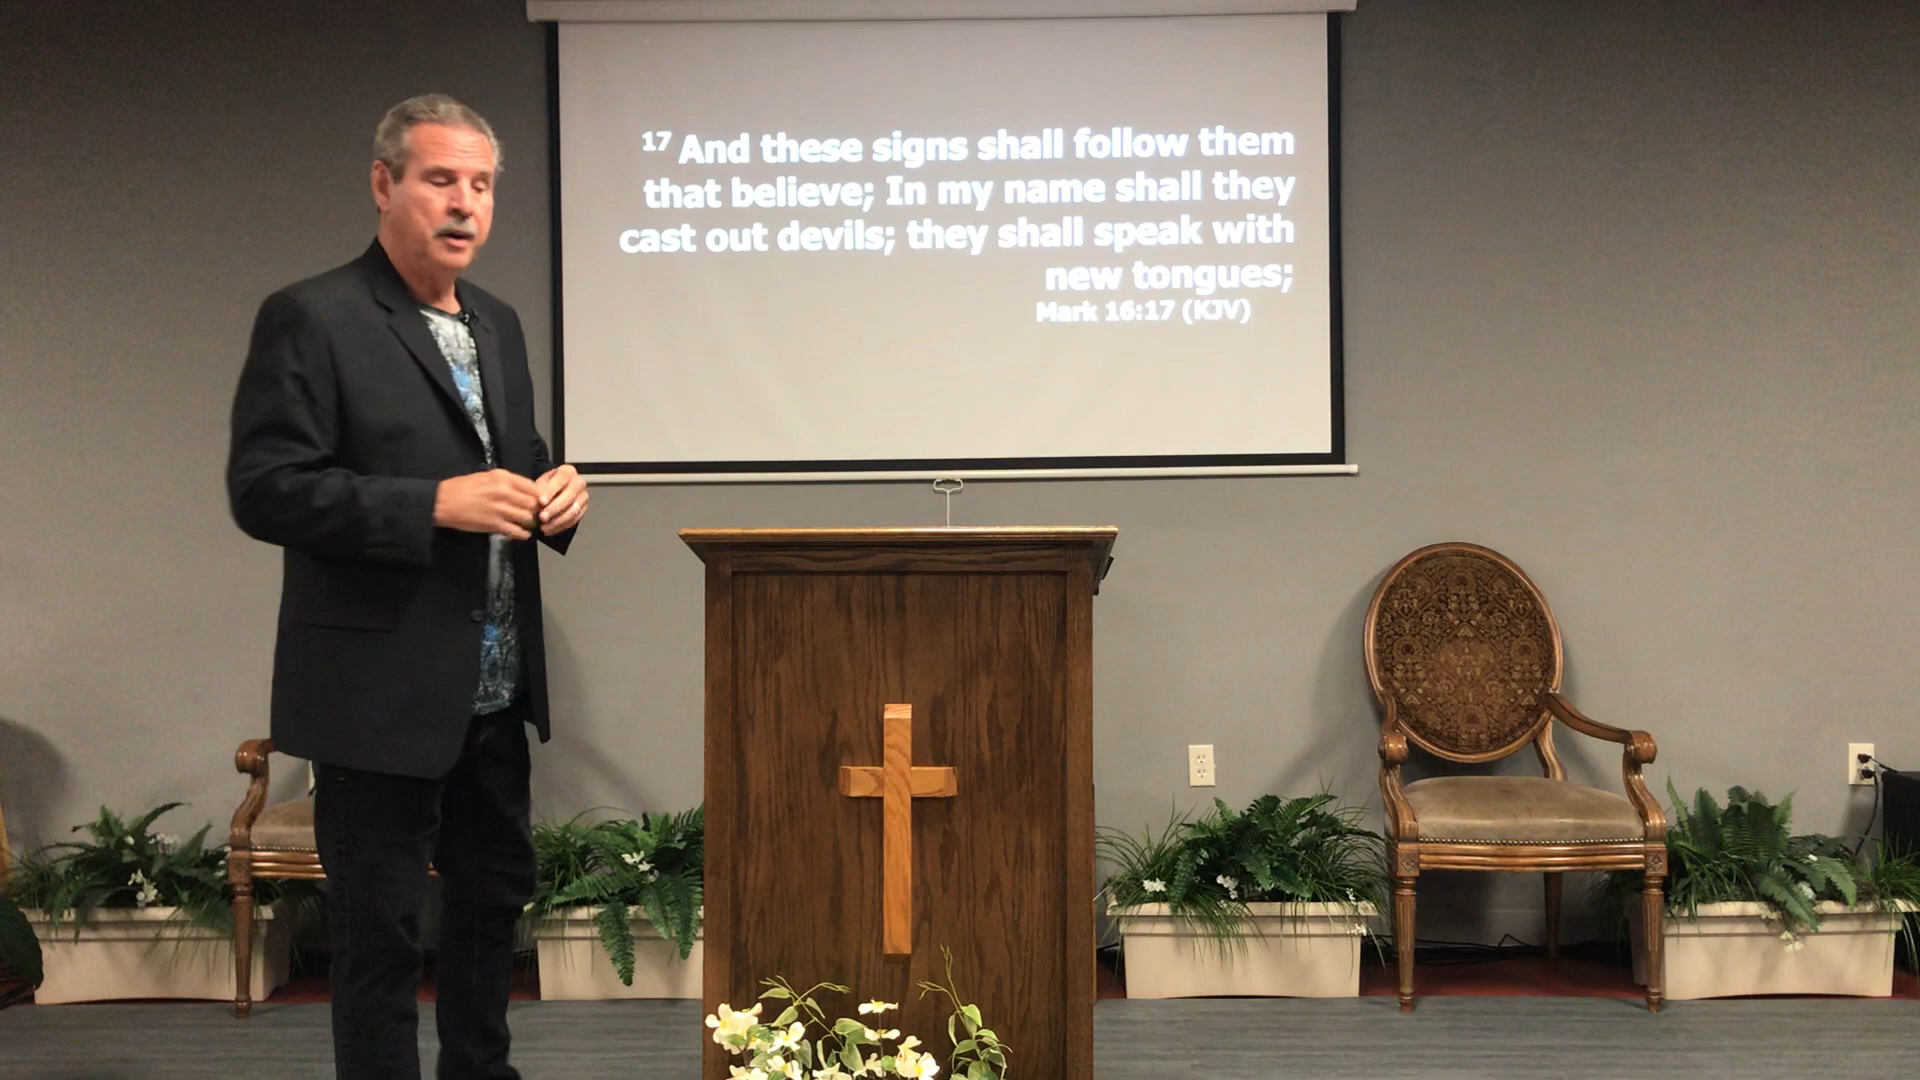 17 And these signs shall follow them
that believe; In my name shall they
cast out devils; they shall speak with
new tongues;
Mark 16:17 (KJV)